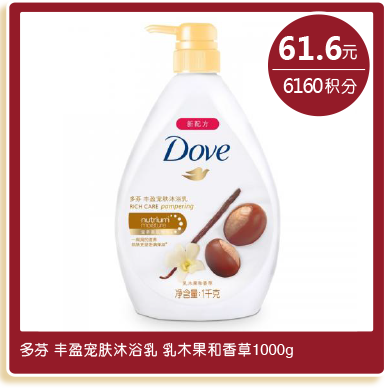 61.6元
6160积分
新配方
Dove
多芬 丰盈宠肤沐浴乳
RICH CARE pampering
nutrium
moisture
乳木果和香草
净含量:1千克
多芬 丰盈宠肤沐浴乳 乳木果和香草1000g